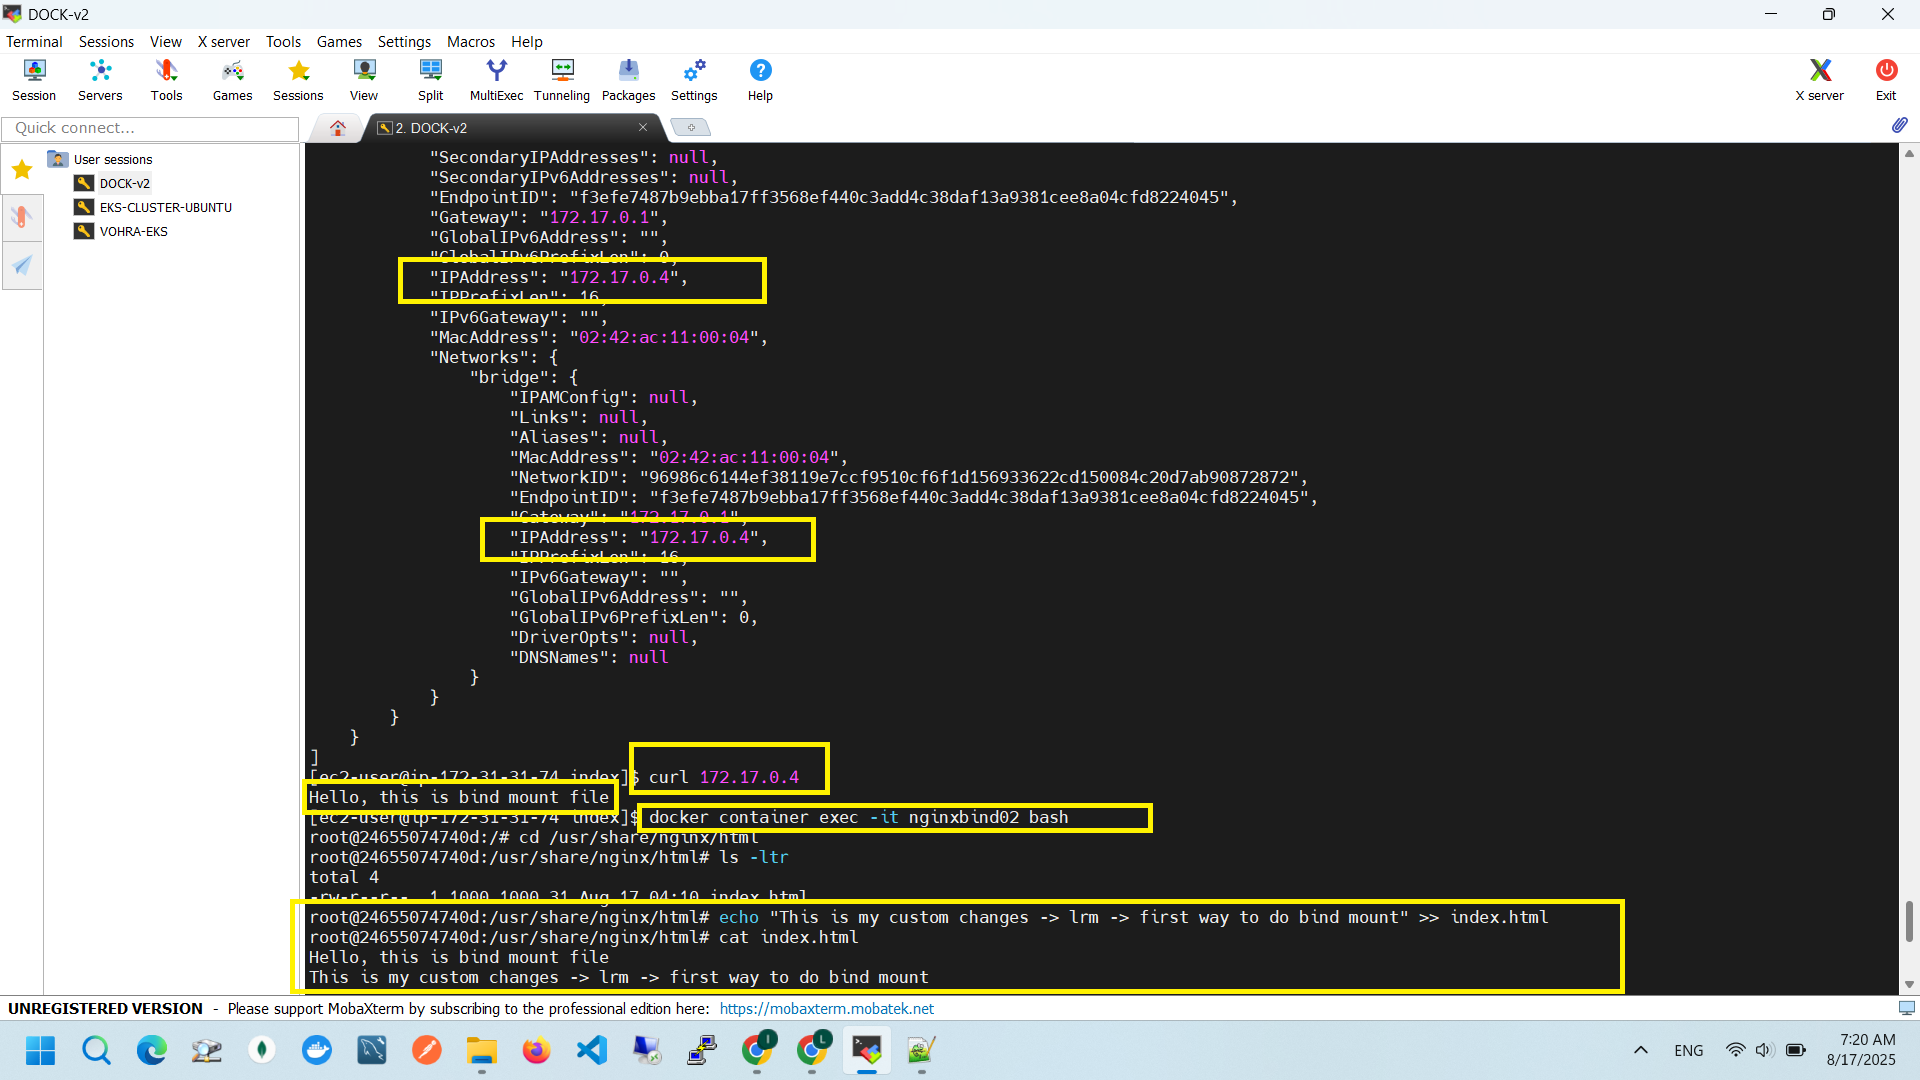 DOCK-v2
Terminal Sessions View X server Tools Games Settings Macros Help
Session Servers Tools Games Sessions View Split MultiExec Tunneling Packages Settings Help X server Exit
Quick connect...
2. DOCK-v2
User sessions
DOCK-v2
EKS-CLUSTER-UBUNTU
VOHRA-EKS
"SecondaryIPAddresses": null,
"SecondaryIPv6Addresses": null,
"EndpointID": "f3efe7487b9ebba17ff3568ef440c3add4c38daf13a9381cee8a04cfd8224045",
"Gateway": "172.17.0.1",
"GlobalIPv6Address": "",
"GlobalIPv6PrefixLen": 0,
"IPAddress": "172.17.0.4",
"IPPrefixLen": 16,
"IPv6Gateway": "",
"MacAddress": "02:42:ac:11:00:04",
"Networks": {
"bridge": {
"IPAMConfig": null,
"Links": null,
"Aliases": null,
"MacAddress": "02:42:ac:11:00:04",
"NetworkID": "96986c6144ef38119e7ccf9510cf6f1d156933622cd150084c20d7ab90872872",
"EndpointID": "f3efe7487b9ebba17ff3568ef440c3add4c38daf13a9381cee8a04cfd8224045",
"Gateway": "172.17.0.1",
"IPAddress": "172.17.0.4",
"IPPrefixLen": 16,
"IPv6Gateway": "",
"GlobalIPv6Address": "",
"GlobalIPv6PrefixLen": 0,
"DriverOpts": null,
"DNSNames": null
}
}
}
}
]
[ec2-user@ip-172-31-31-74 index]$ curl 172.17.0.4
Hello, this is bind mount file
[ec2-user@ip-172-31-31-74 index]$ docker container exec -it nginxbind02 bash
root@24655074740d:/# cd /usr/share/nginx/html
root@24655074740d:/usr/share/nginx/html# ls -ltr
total 4
-rw-r--r-- 1 1000 1000 31 Aug 17 04:10 index.html
root@24655074740d:/usr/share/nginx/html# echo "This is my custom changes -> lrm -> first way to do bind mount" >> index.html
root@24655074740d:/usr/share/nginx/html# cat index.html
Hello, this is bind mount file
This is my custom changes -> lrm -> first way to do bind mount
UNREGISTERED VERSION - Please support MobaXterm by subscribing to the professional edition here: https://mobaxterm.mobatek.net
I
L
ENG
7:20 AM
8/17/2025